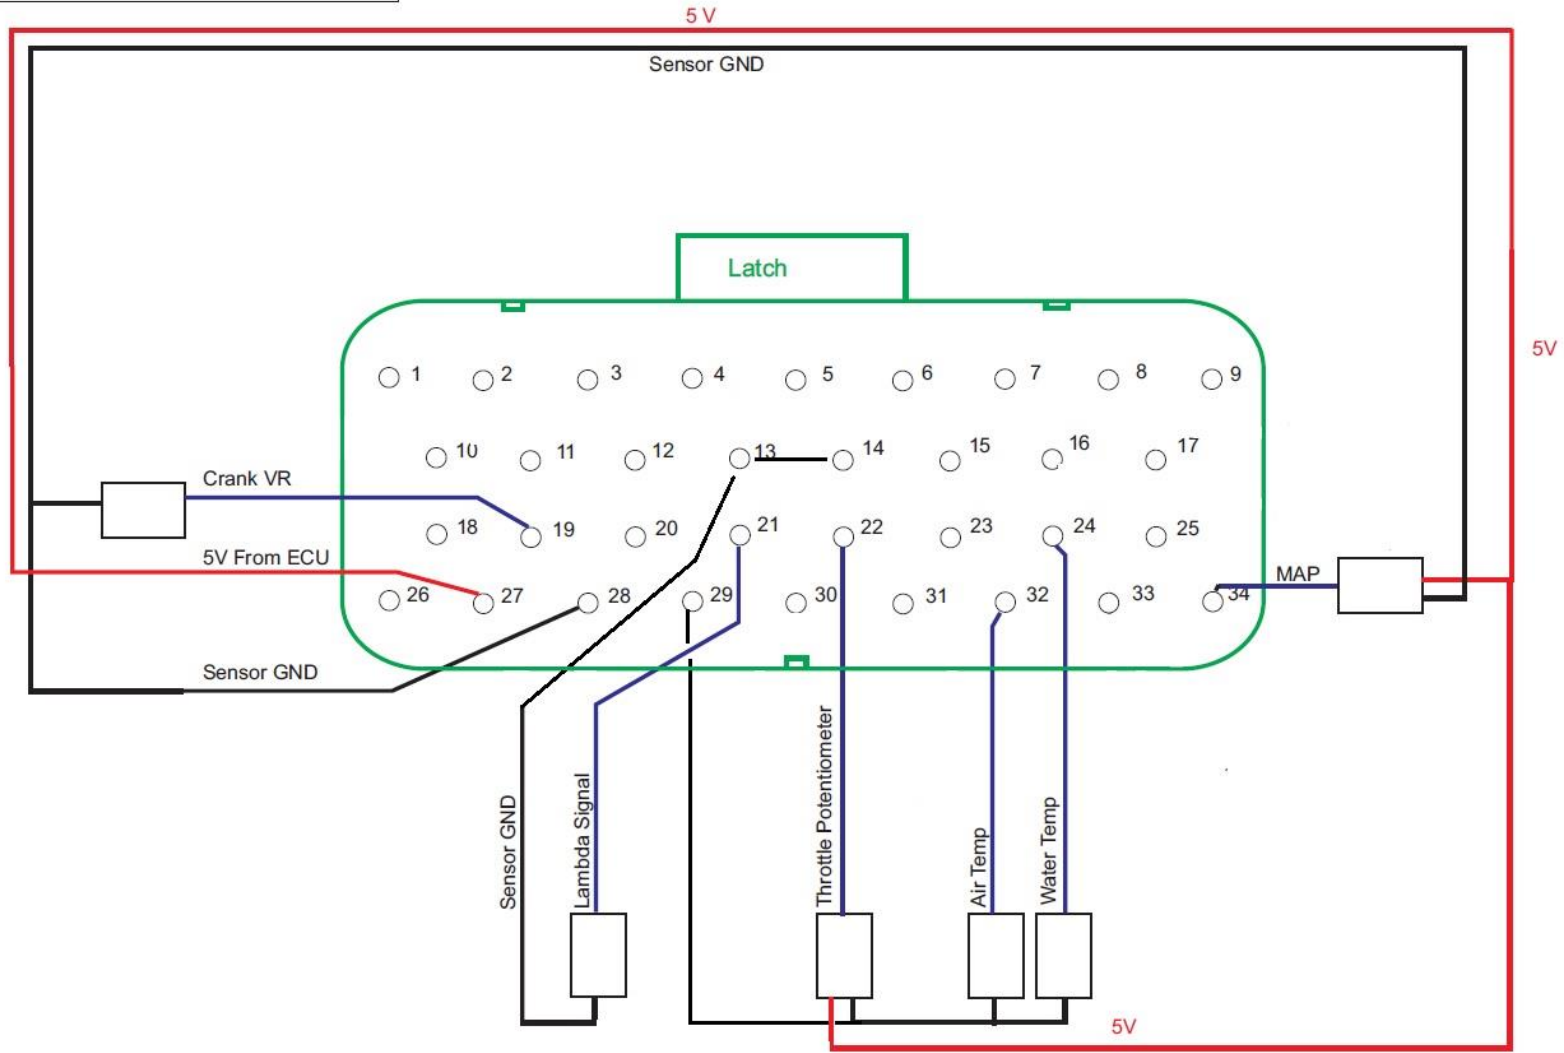 5 V
Sensor GND
Latch
5V
1 2 3 4 5 6 7 8 9
10 11 12 13 14 15 16 17
Crank VR
18 19 20 21 22 23 24 25
5V From ECU
MAP
26 27 28 29 30 31 32 33 34
Sensor GND
Sensor GND
Lambda Signal
Throttle Potentiometer
Air Temp
Water Temp
5V